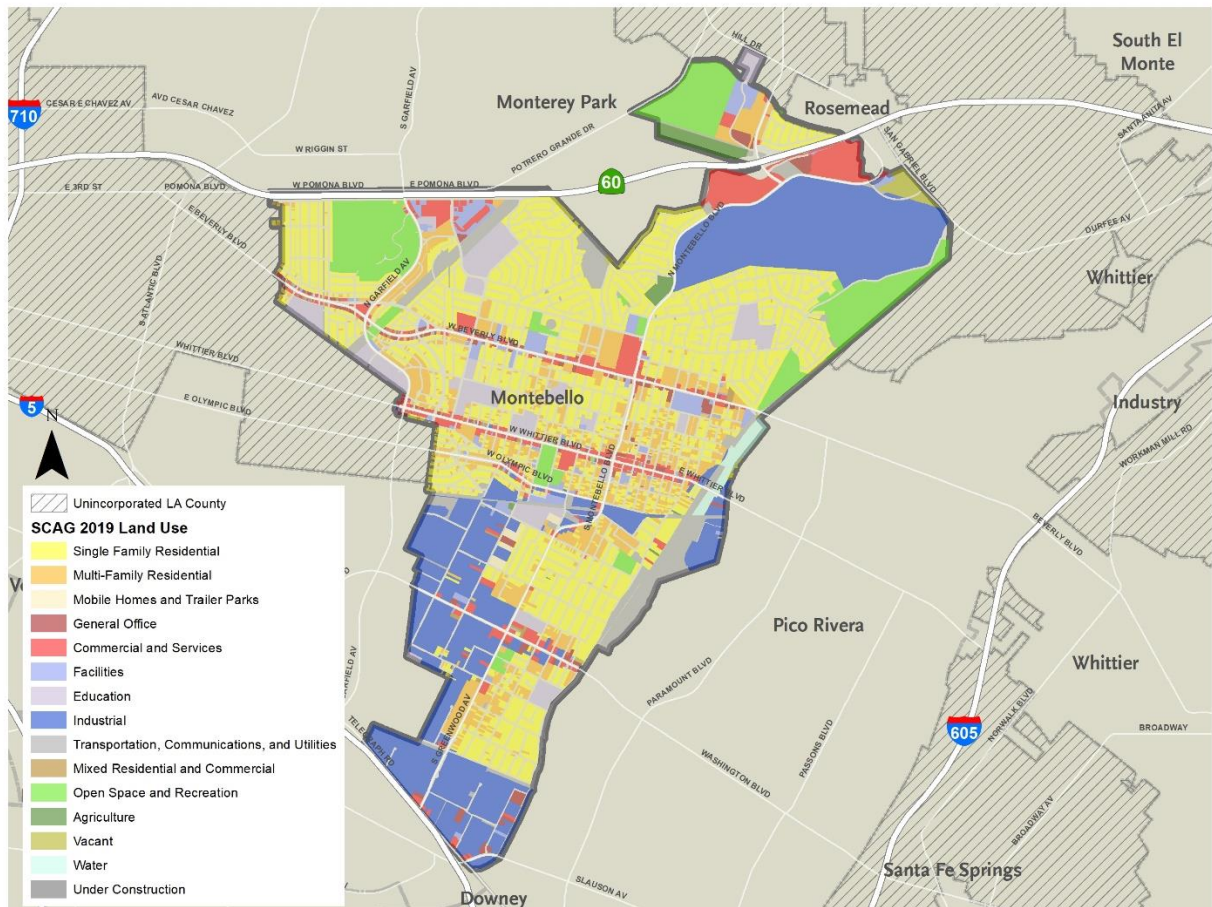 HILL DR
South El
Monte
710
CESAR E CHAVEZ AV
AVD CESAR CHAVEZ
S GARFIELD AV
Monterey Park
Rosemead
SANTA ANITA AV
W RIGGIN ST
POTRERO GRANDE DR
SAN GABRIEL BLVD
E 3RD ST
POMONA BLVD
W POMONA BLVD
E POMONA BLVD
60
E BEVERLY BLVD
N MONTEBELLO BLVD
DURFEE AV
Whittier
S ATLANTIC BLVD
N GARFIELD AV
WHITTIER BLVD
W BEVERLY BLVD
5
E OLYMPIC BLVD
Montebello
Industry
N
W WHITTIER BLVD
WORKMAN MILL RD
W OLYMPIC BLVD
S MONTEBELLO BLVD
E WHITTIER BLVD
BEVERLY BLVD
Unincorporated LA County
SCAG 2019 Land Use
Single Family Residential
Multi-Family Residential
Mobile Homes and Trailer Parks
General Office
Commercial and Services
Facilities
Education
Industrial
Transportation, Communications, and Utilities
Mixed Residential and Commercial
Open Space and Recreation
Agriculture
Vacant
Water
Under Construction
Pico Rivera
Whittier
PARAMOUNT BLVD
NORWALK BLVD
BROADWAY
605
TELEGRAPH RD
S GREENWOOD AV
PASSONS BLVD
WASHINGTON BLVD
BROADWAY AV
Santa Fe Springs
SLAUSON AV
Downey